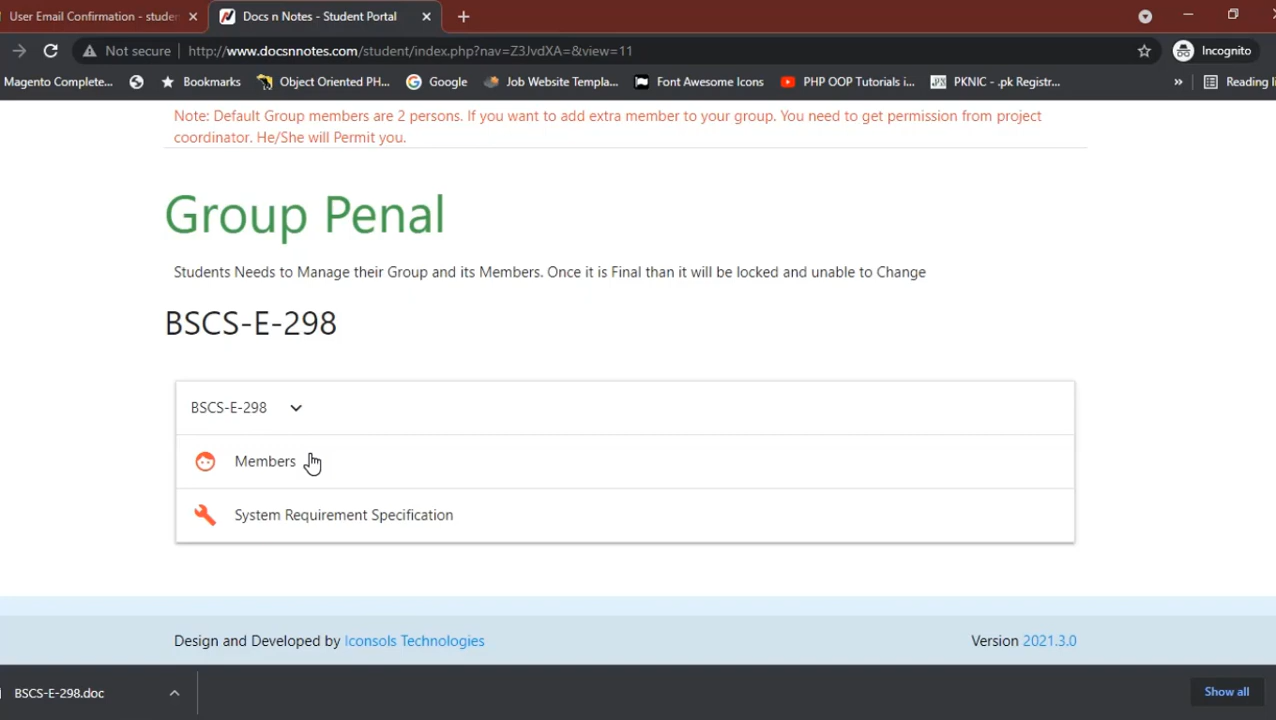 User Email Confirmation - studer
Docs n Notes - Student Portal
Not secure
http://www.docsnnotes.com/student/index.php?nav=Z3JvdXA=&view=11
Incognito
Magento Complete...
Bookmarks
Object Oriented PH...
Google
Job Website Templa...
Font Awesome Icons
PHP OOP Tutorials i...
PKNIC - .pk Registr...
»
Reading li
Note: Default Group members are 2 persons. If you want to add extra member to your group. You need to get permission from project
coordinator. He/She will Permit you.
Group Penal
Students Needs to Manage their Group and its Members. Once it is Final than it will be locked and unable to Change
BSCS-E-298
BSCS-E-298
Members
System Requirement Specification
Design and Developed by Iconsols Technologies
Version 2021.3.0
BSCS-E-298.doc
Show all